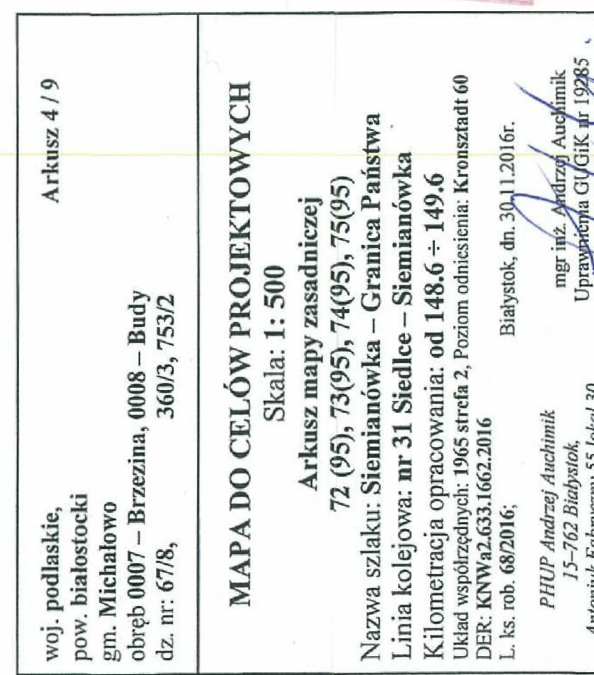 woj. podlaskie,
Arkusz 4 / 9
pow. białostocki
gm. Michałowo
obręb 0007 – Brzezina, 0008 – Budy
dz. nr: 67/8, 360/3, 753/2
MAPA DO CELÓW PROJEKTOWYCH
Skala: 1: 500
Arkusz mapy zasadniczej
72 (95), 73(95), 74(95), 75(95)
Nazwa szlaku: Siemianówka – Granica Państwa
Linia kolejowa: nr 31 Siedlce – Siemianówka
Kilometracja opracowania: od 148.6 ÷ 149.6
Układ współrzędnych: 1965 strefa 2, Poziom odniesienia: Kronsztadt 60
DER: KNWa2.633.1662.2016
L. ks. rob. 68/2016;
Białystok, dn. 30.11.2016r.
PHUP Andrzej Auchimik
15–762 Białystok,
Antoniuk Fabryczny 55 lokal 30
mgr inż. Andrzej Auchimik
Uprawnienia GUGiK nr 19285